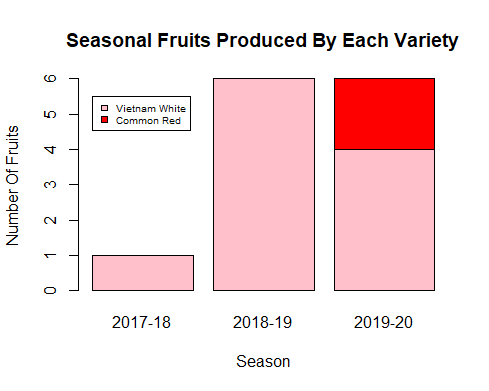 Seasonal Fruits Produced By Each Variety
Number Of Fruits
6
5
4
3
2
1
0
Vietnam White
Common Red
2017-18 2018-19 2019-20
Season